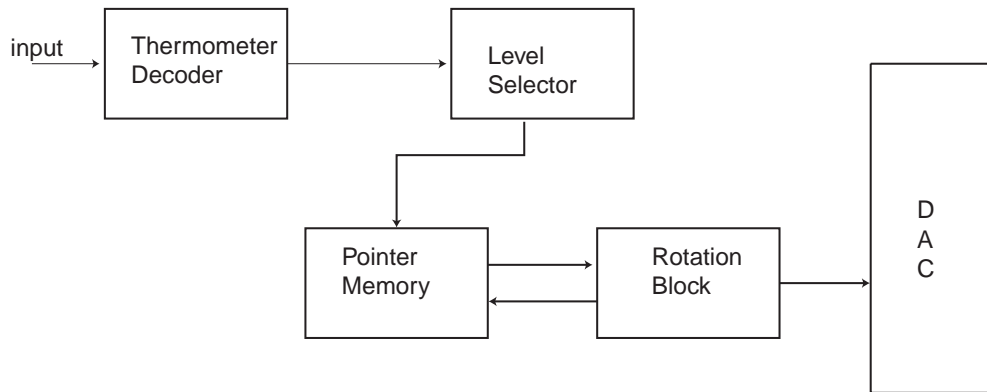 input
Thermometer
Decoder
Level
Selector
Pointer
Memory
Rotation
Block
D
A
C